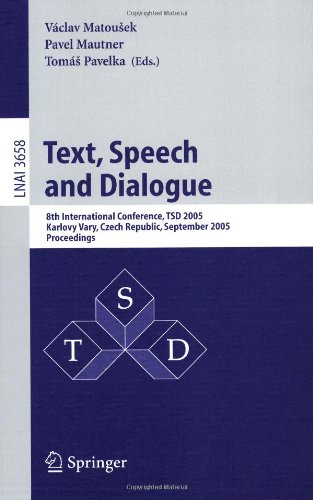 Václav Matoušek
Pavel Mautner
Tomáš Pavelka (Eds.)
LNAI 3658
Text, Speech
and Dialogue
8th International Conference, TSD 2005
Karlovy Vary, Czech Republic, September 2005
Proceedings
S
T D
Springer